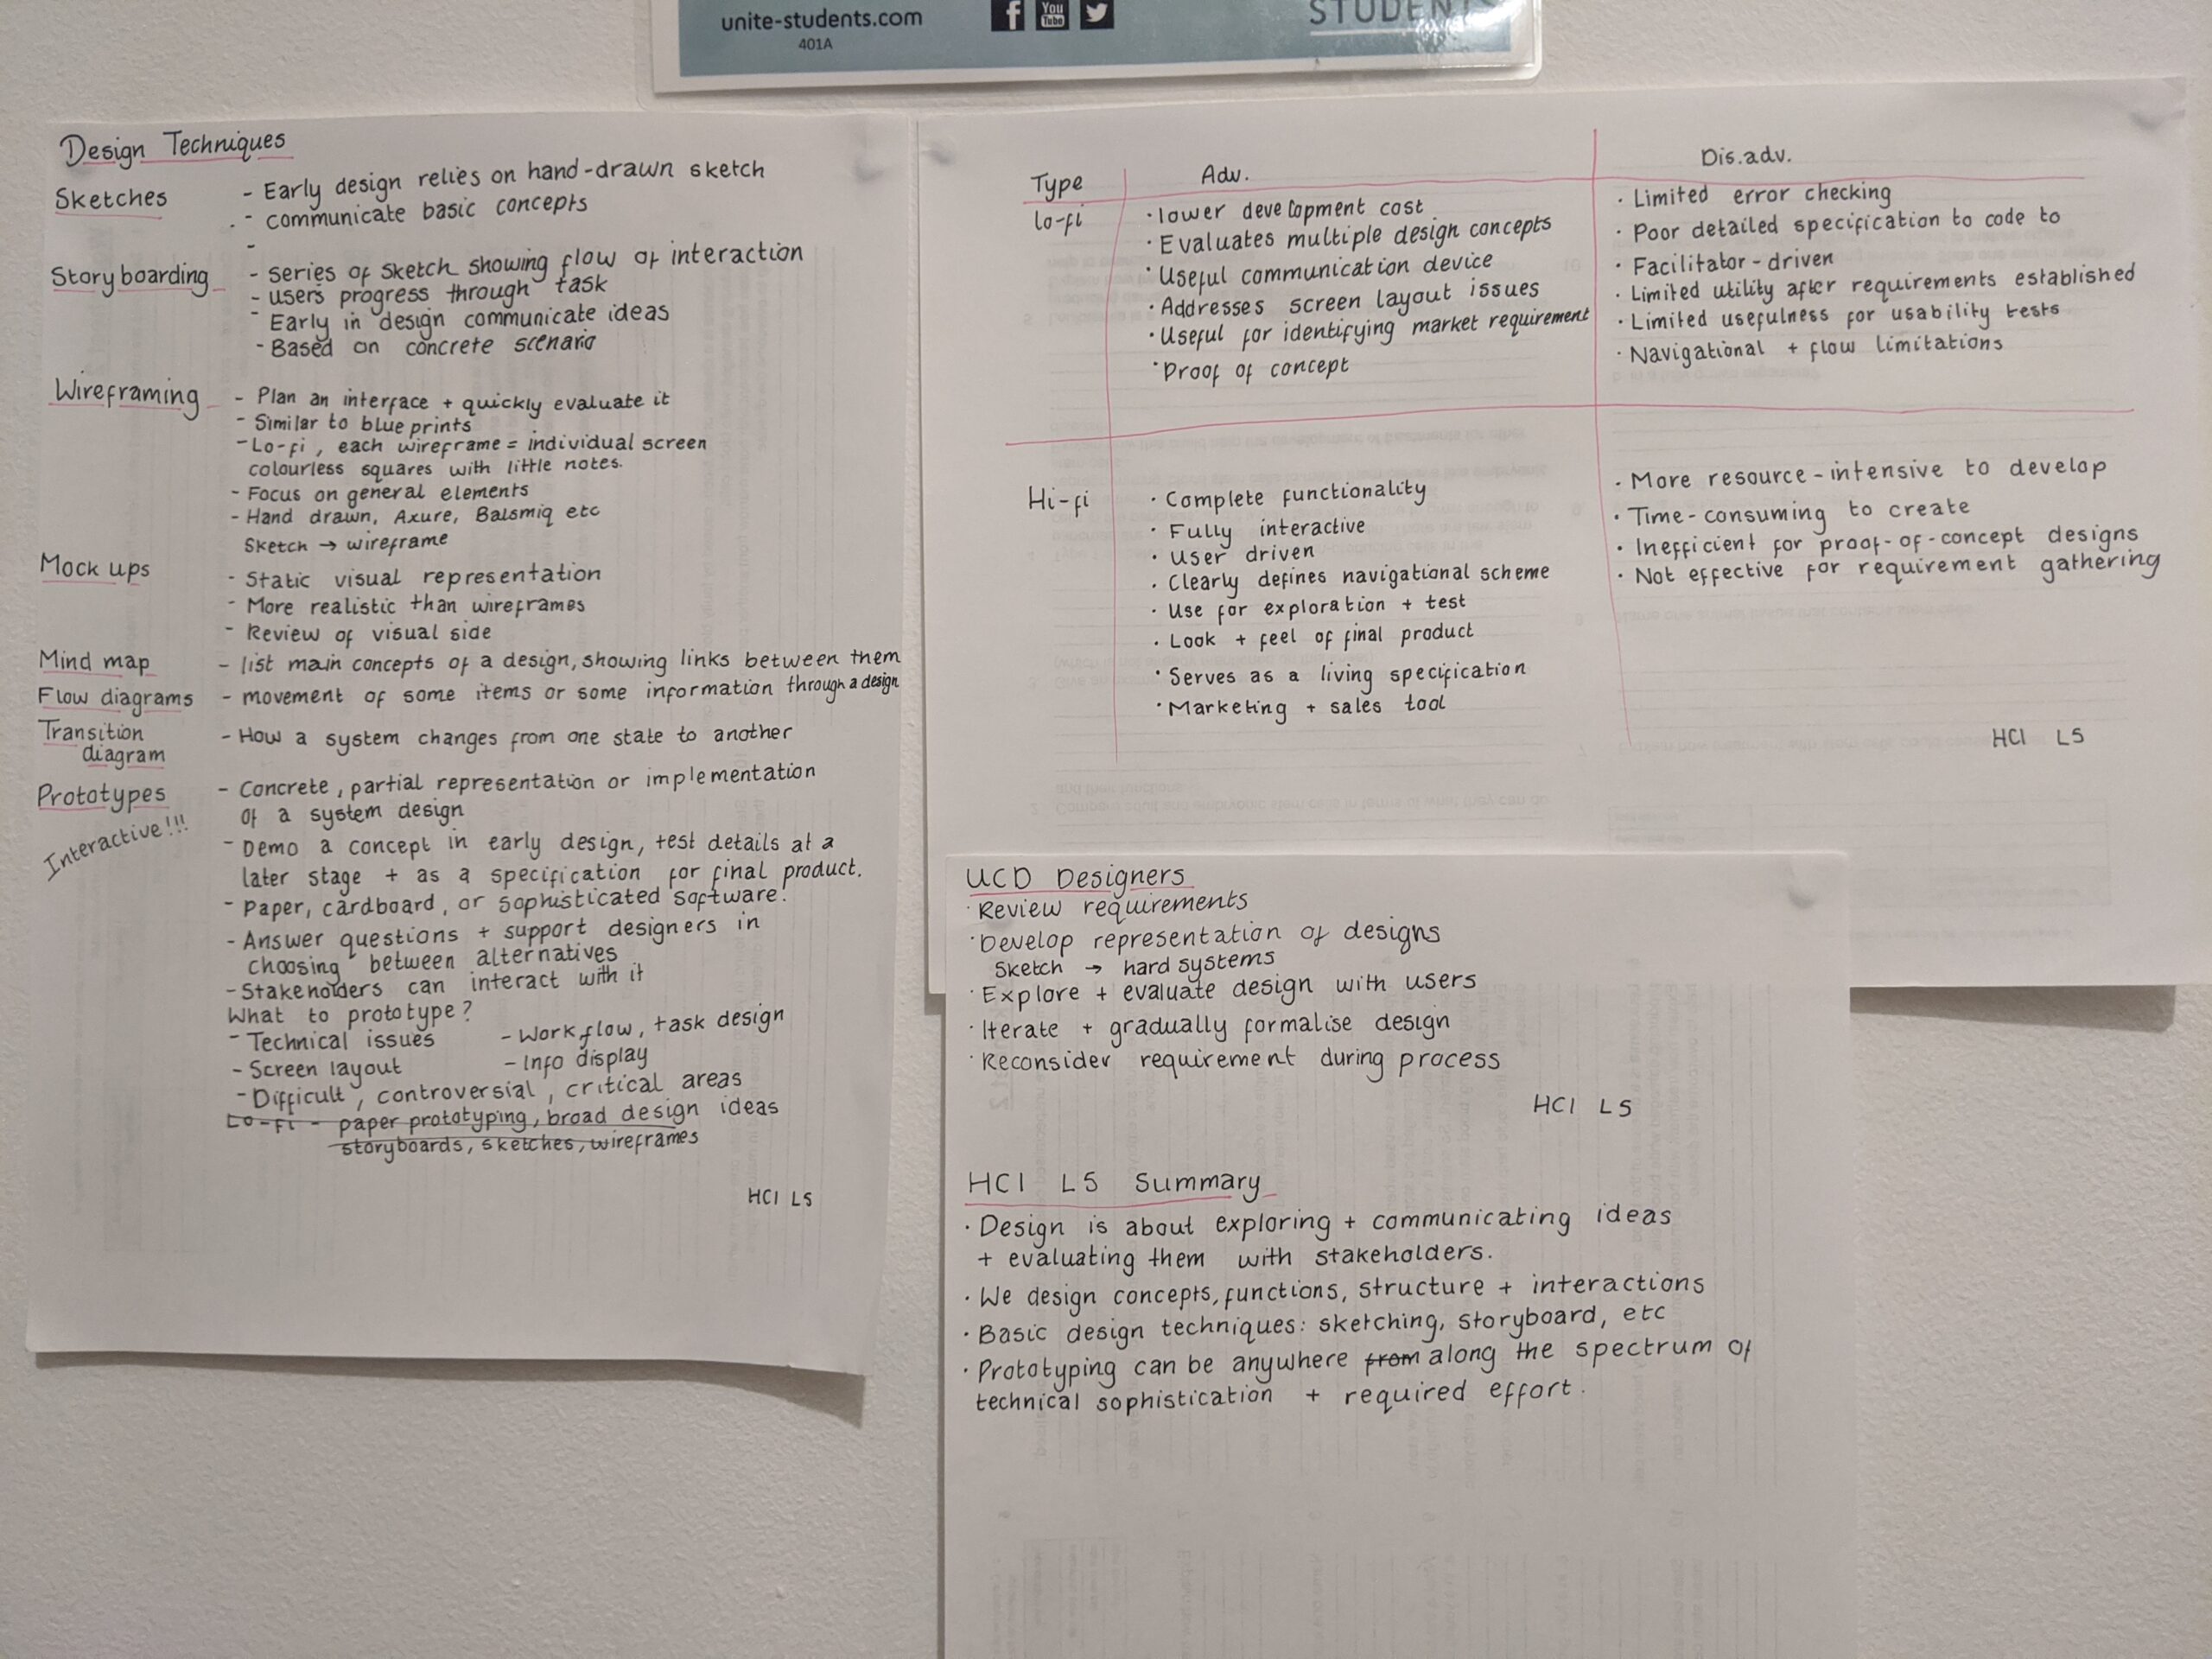 unite-students.com
401A
f
You
Tube
STUDENTS
Design Techniques
Sketches - Early design relies on hand-drawn sketch
- communicate basic concepts
-
Storyboarding - series of sketch showing flow of interaction
- users progress through task
- Early in design communicate ideas
- Based on concrete scenario
Wireframing - Plan an interface + quickly evaluate it
- Similar to blue prints
- Lo-fi, each wireframe = individual screen
colourless squares with little notes.
- Focus on general elements
- Hand drawn, Axure, Balsmiq etc
Sketch → wireframe
Mock ups - Static visual representation
- More realistic than wireframes
- Review of visual side
Mind map - list main concepts of a design, showing links between them
Flow diagrams - movement of some items or some information through a design
Transition - How a system changes from one state to another
diagram
Prototypes - Concrete, partial representation or implementation
of a system design
Interactive!!!
- Demo a concept in early design, test details at a
later stage + as a specification for final product.
- Paper, cardboard, or sophisticated software!
- Answer questions + support designers in
choosing between alternatives
- Stakeholders can interact with it
What to prototype?
- Technical issues - Work flow, task design
- Screen layout - Info display
- Difficult, controversial, critical areas
Lo-fi - paper prototyping, broad design ideas
storyboards, sketches, wireframes
HCI L5
Type Adv. Dis.adv.
lo-fi
· lower development cost
· Evaluates multiple design concepts
· Useful communication device
· Addresses screen layout issues
· Useful for identifying market requirement
· Proof of concept
· Limited error checking
· Poor detailed specification to code to
· Facilitator-driven
· Limited utility after requirements established
· Limited usefulness for usability tests
· Navigational + flow limitations
Hi-fi
· Complete functionality
· Fully interactive
· User driven
· Clearly defines navigational scheme
· Use for exploration + test
· Look + feel of final product
· Serves as a living specification
· Marketing + sales tool
· More resource-intensive to develop
· Time-consuming to create
· Inefficient for proof-of-concept designs
· Not effective for requirement gathering
HCI L5
UCD Designers
· Review requirements
· Develop representation of designs
Sketch → hard systems
· Explore + evaluate design with users
· Iterate + gradually formalise design
· Reconsider requirement during process
HCI L5
HCI L5 Summary
· Design is about exploring + communicating ideas
+ evaluating them with stakeholders.
· We design concepts, functions, structure + interactions
· Basic design techniques: sketching, storyboard, etc
· Prototyping can be anywhere from along the spectrum of
technical sophistication + required effort.